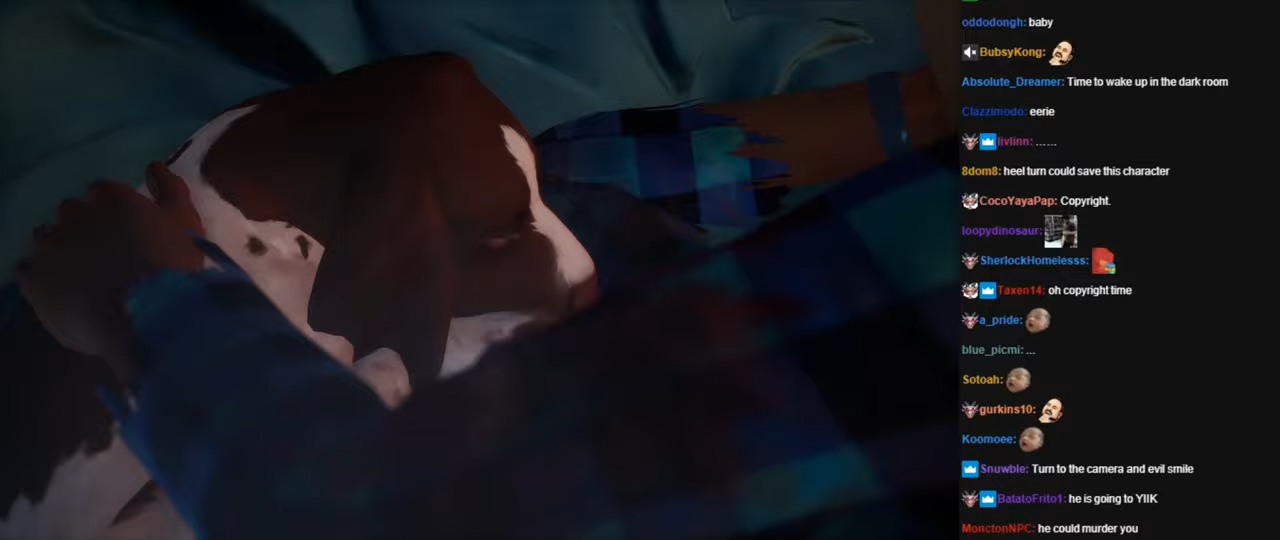 oddodongh: baby
BubsyKong:
Absolute_Dreamer: Time to wake up in the dark room
Clazzimodo: eerie
livlinn: ......
8dom8: heel turn could save this character
CocoYayaPap: Copyright.
loopydinosaur:
SherlockHomelesss:
Taxen14: oh copyright time
a_pride:
blue_picmi: ...
Sotoah:
gurkins10:
Koomoee:
Snuwble: Turn to the camera and evil smile
BatatoFrito1: he is going to YIIK
MonctonNPC: he could murder you